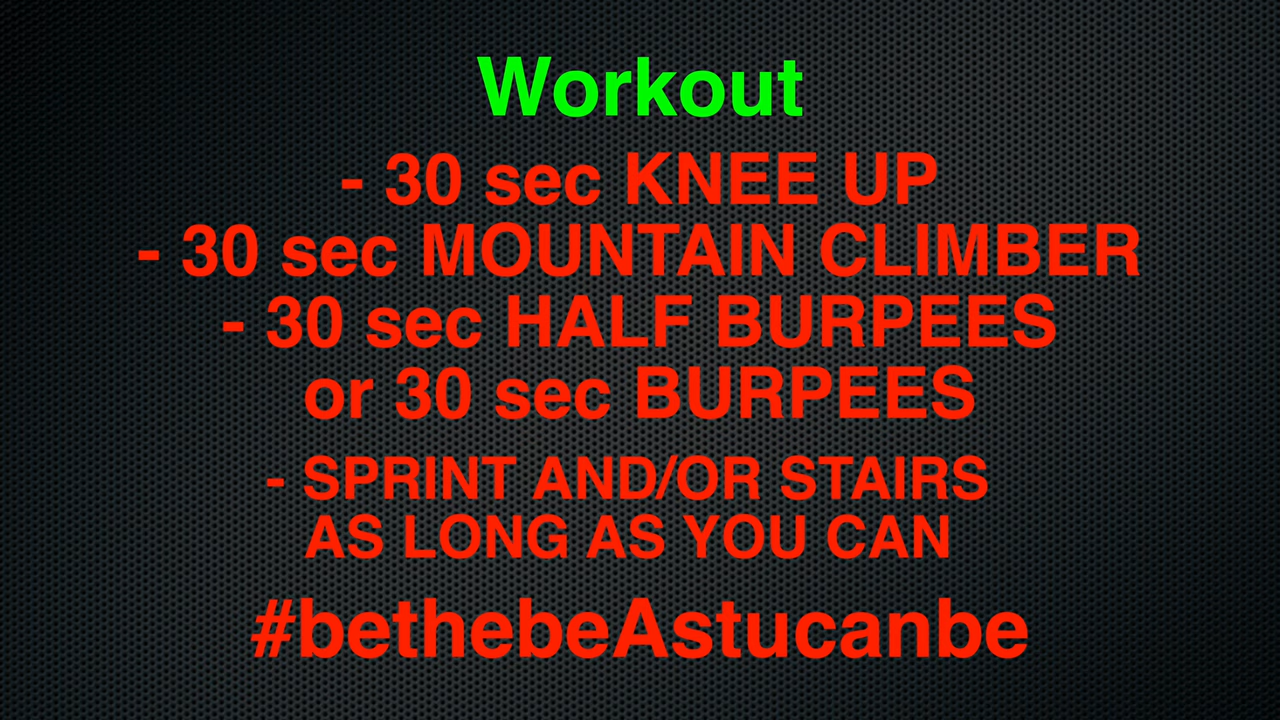 Workout
- 30 sec KNEE UP
- 30 sec MOUNTAIN CLIMBER
- 30 sec HALF BURPEES
or 30 sec BURPEES
- SPRINT AND/OR STAIRS
AS LONG AS YOU CAN
#bethebeAstucanbe